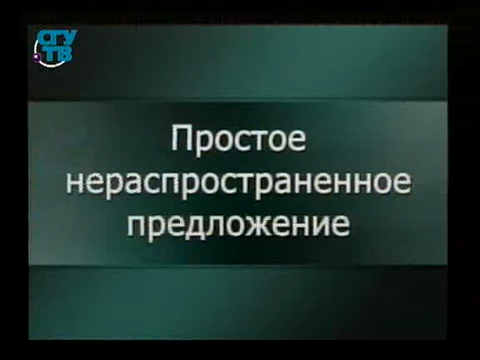 СГУ
ТВ
Простое
нераспространенное
предложение